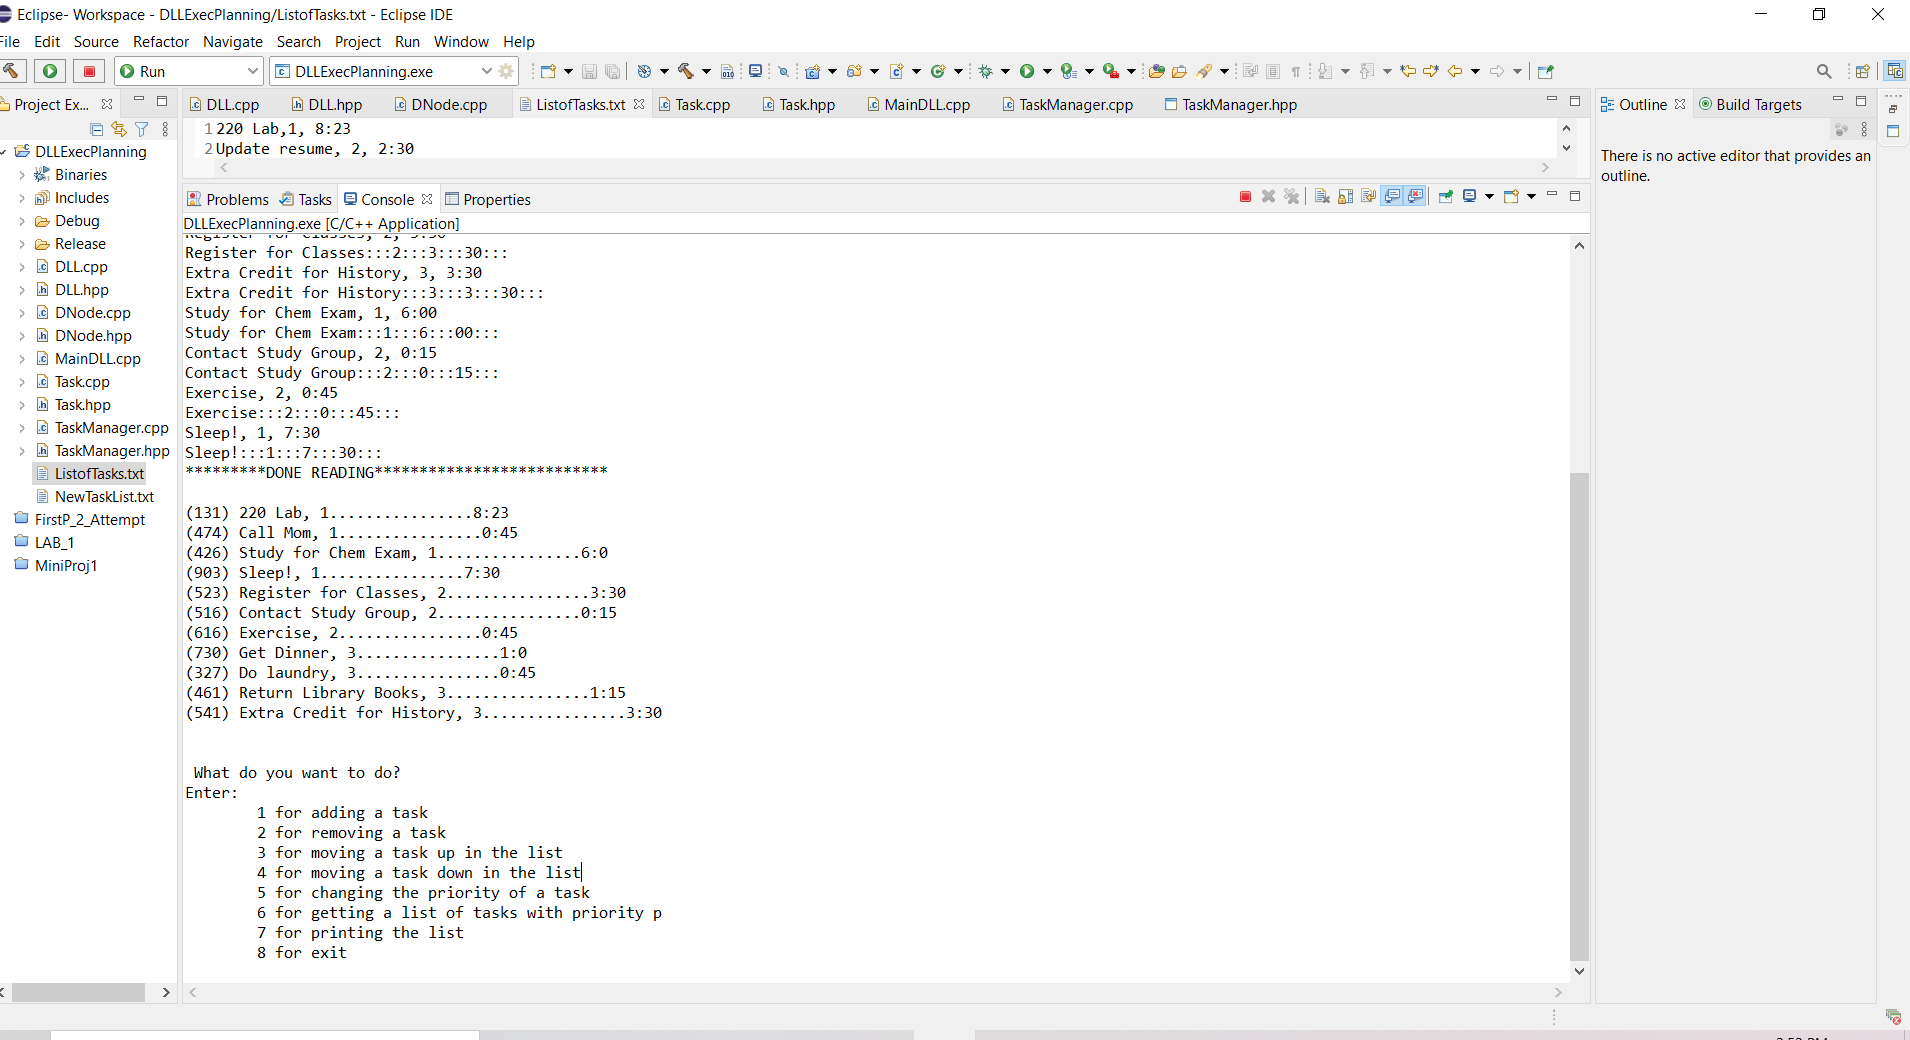 Eclipse- Workspace - DLLExecPlanning/ListofTasks.txt - Eclipse IDE
File Edit Source Refactor Navigate Search Project Run Window Help
Run DLLExecPlanning.exe
Project Ex...
DLL.cpp DLL.hpp DNode.cpp ListofTasks.txt Task.cpp Task.hpp MainDLL.cpp TaskManager.cpp TaskManager.hpp
Outline Build Targets
DLLExecPlanning
Binaries
Includes
Debug
Release
DLL.cpp
DLL.hpp
DNode.cpp
DNode.hpp
MainDLL.cpp
Task.cpp
Task.hpp
TaskManager.cpp
TaskManager.hpp
ListofTasks.txt
NewTaskList.txt
FirstP_2_Attempt
LAB_1
MiniProj1
1 220 Lab,1, 8:23
2 Update resume, 2, 2:30
Problems Tasks Console Properties
DLLExecPlanning.exe [C/C++ Application]
Register for Classes, 2, 3:30
Register for Classes:::2:::3:::30:::
Extra Credit for History, 3, 3:30
Extra Credit for History:::3:::3:::30:::
Study for Chem Exam, 1, 6:00
Study for Chem Exam:::1:::6:::00:::
Contact Study Group, 2, 0:15
Contact Study Group:::2:::0:::15:::
Exercise, 2, 0:45
Exercise:::2:::0:::45:::
Sleep!, 1, 7:30
Sleep!:::1:::7:::30:::
*********DONE READING**************************
(131) 220 Lab, 1................8:23
(474) Call Mom, 1................0:45
(426) Study for Chem Exam, 1................6:0
(903) Sleep!, 1................7:30
(523) Register for Classes, 2................3:30
(516) Contact Study Group, 2................0:15
(616) Exercise, 2................0:45
(730) Get Dinner, 3................1:0
(327) Do laundry, 3................0:45
(461) Return Library Books, 3................1:15
(541) Extra Credit for History, 3................3:30
What do you want to do?
Enter:
1 for adding a task
2 for removing a task
3 for moving a task up in the list
4 for moving a task down in the list
5 for changing the priority of a task
6 for getting a list of tasks with priority p
7 for printing the list
8 for exit
There is no active editor that provides an
outline.